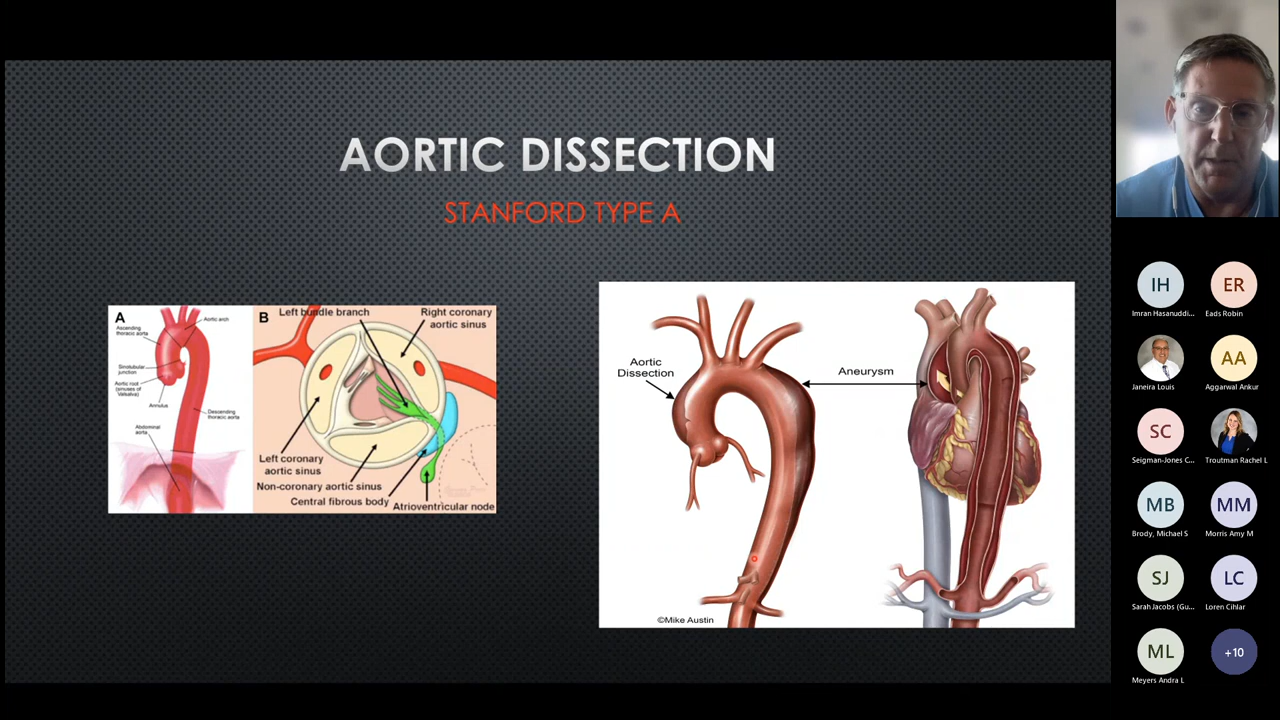 AORTIC DISSECTION
STANFORD TYPE A
A
Aortic arch
Ascending
thoracic aorta
Sinotubular
junction
Aortic root
(sinuses of
Valsalva)
Annulus
Descending
thoracic aorta
Abdominal
aorta
B
Left bundle branch
Right coronary
aortic sinus
Left coronary
aortic sinus
Non-coronary aortic sinus
Central fibrous body
Atrioventricular node
Aortic
Dissection
Aneurysm
©Mike Austin
IH
Imran Hasanuddi...
ER
Eads Robin
Janeira Louis
AA
Aggarwal Ankur
SC
Seigman-Jones C...
Troutman Rachel L
MB
Brody, Michael S
MM
Morris Amy M
SJ
Sarah Jacobs (Gu...
LC
Loren Cihlar
ML
Meyers Andra L
+10